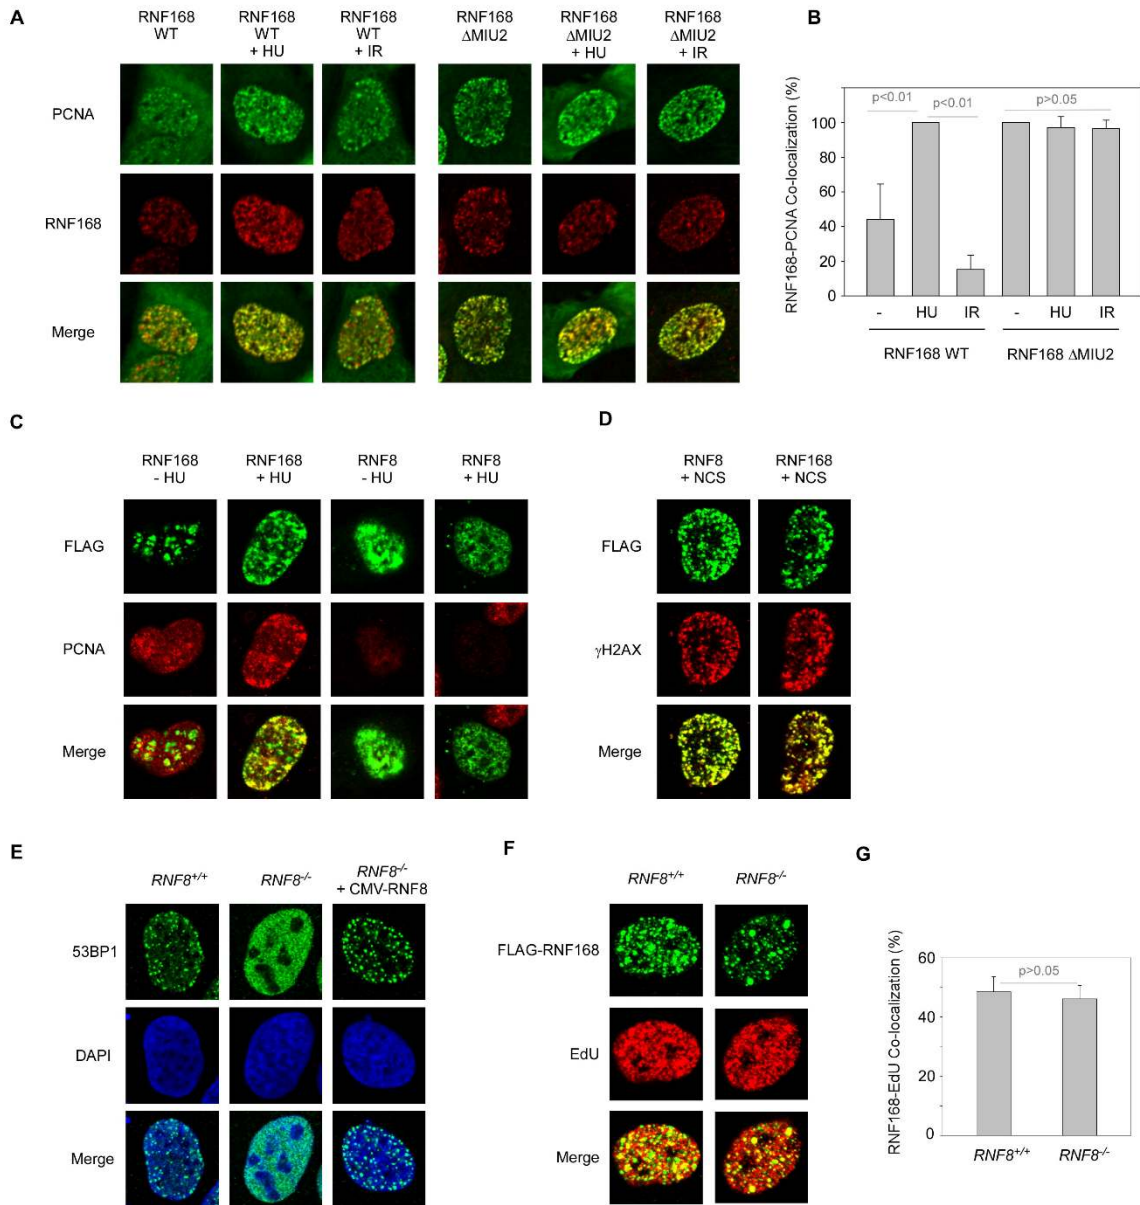 A
RNF168
WT
RNF168
WT
+ HU
RNF168
WT
+ IR
RNF168
ΔMIU2
RNF168
ΔMIU2
+ HU
RNF168
ΔMIU2
+ IR
PCNA
RNF168
Merge
B
RNF168-PCNA Co-localization (%)
p<0.01
p<0.01
p>0.05
100
80
60
40
20
0
-
HU
IR
-
HU
IR
RNF168 WT
RNF168 ΔMIU2
C
RNF168
- HU
RNF168
+ HU
RNF8
- HU
RNF8
+ HU
FLAG
PCNA
Merge
D
RNF8
+ NCS
RNF168
+ NCS
FLAG
γH2AX
Merge
E
RNF8+/+
RNF8-/-
RNF8-/-
+ CMV-RNF8
53BP1
DAPI
Merge
F
RNF8+/+
RNF8-/-
FLAG-RNF168
EdU
Merge
G
RNF168-EdU Co-localization (%)
60
p>0.05
40
20
0
RNF8+/+
RNF8-/-